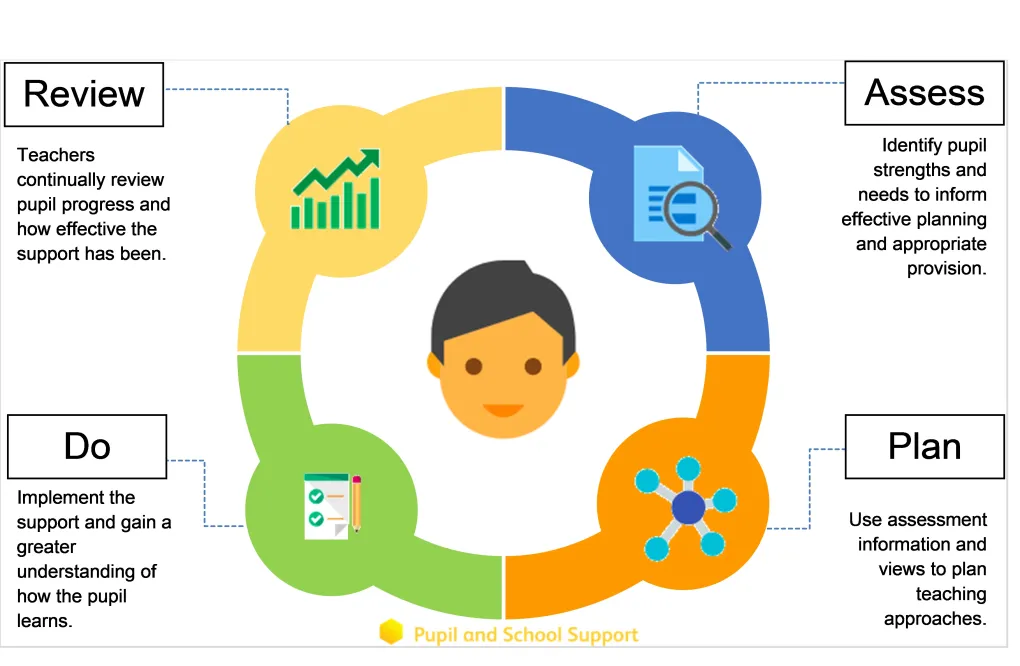 Review
Teachers
continually review
pupil progress and
how effective the
support has been.
Assess
Identify pupil
strengths and
needs to inform
effective planning
and appropriate
provision.
Do
Implement the
support and gain a
greater
understanding of
how the pupil
learns.
Plan
Use assessment
information and
views to plan
teaching
approaches.
Pupil and School Support